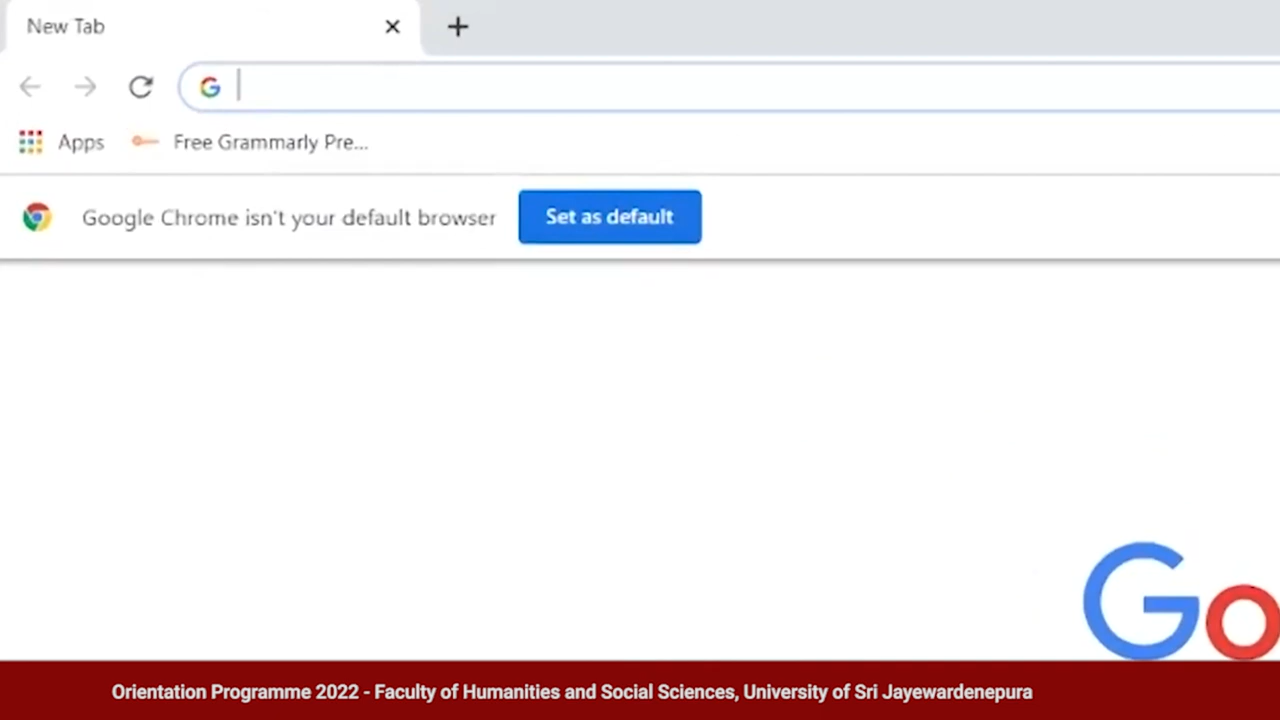 New Tab
Apps Free Grammarly Pre...
Google Chrome isn't your default browser Set as default
Go
Orientation Programme 2022 - Faculty of Humanities and Social Sciences, University of Sri Jayewardenepura